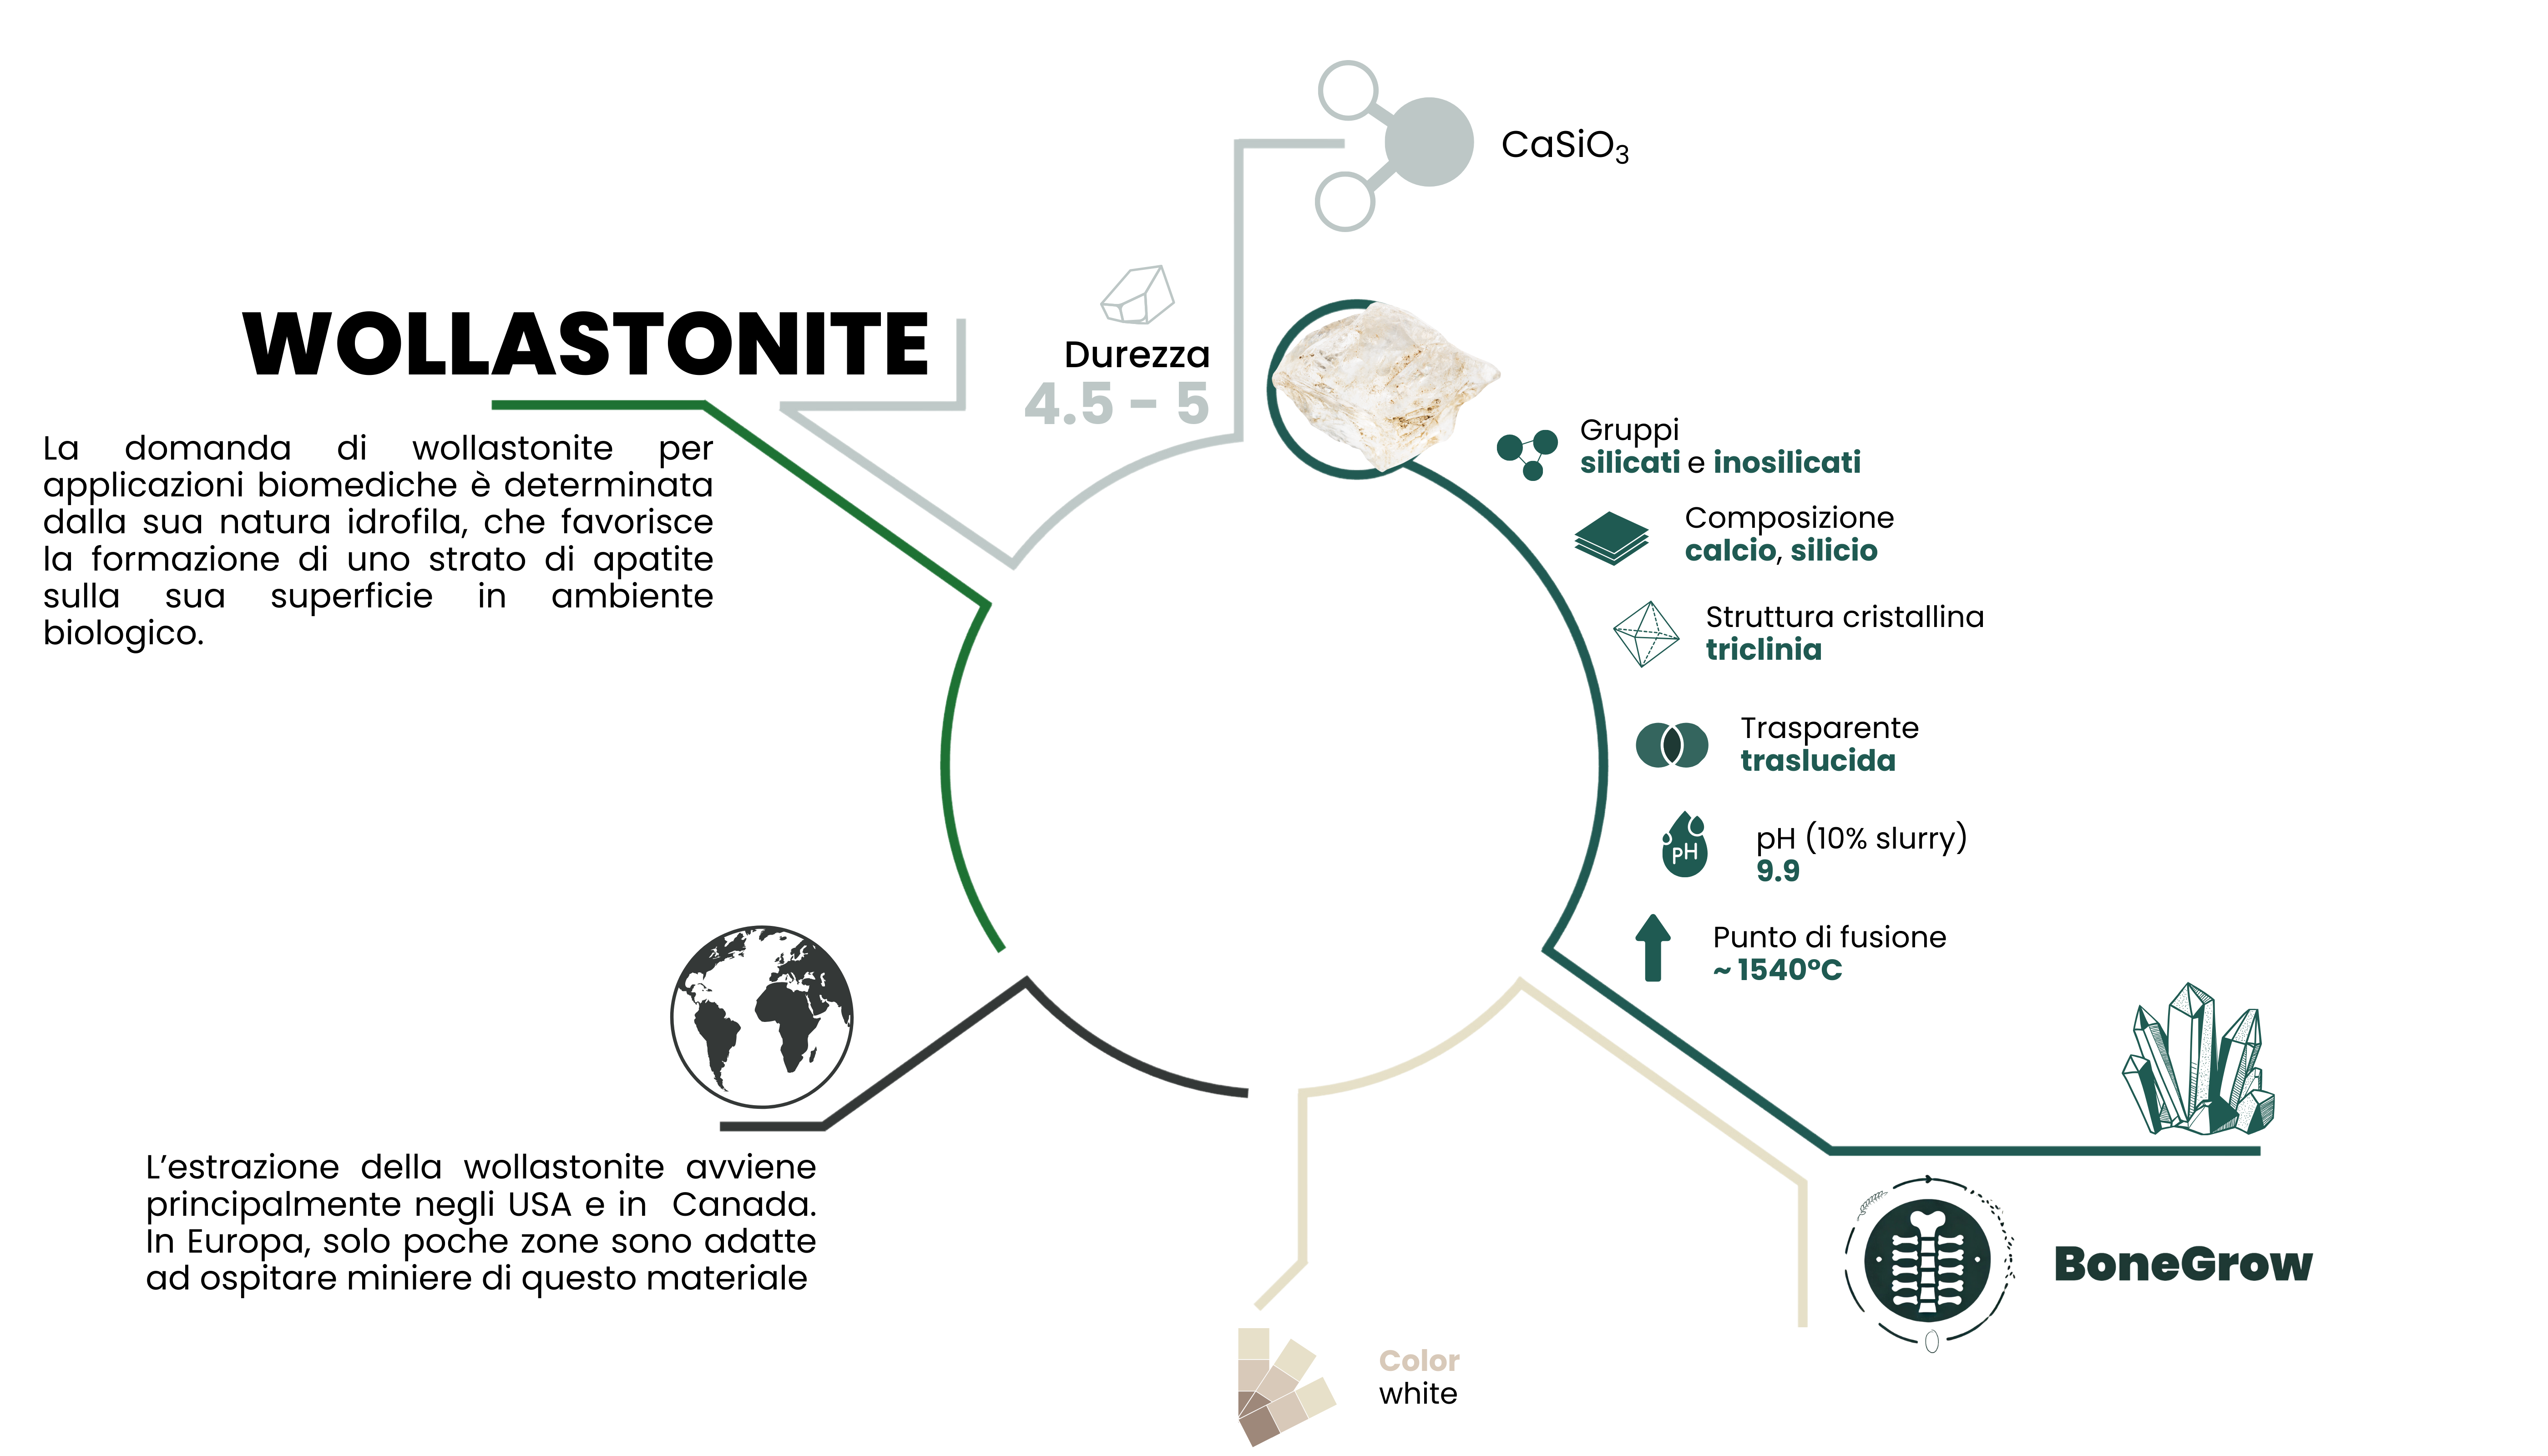 CaSiO₃
WOLLASTONITE
Durezza
4.5 - 5
La domanda di wollastonite per
applicazioni biomediche è determinata
dalla sua natura idrofila, che favorisce
la formazione di uno strato di apatite
sulla sua superficie in ambiente
biologico.
Gruppi
silicati e inosilicati
Composizione
calcio, silicio
Struttura cristallina
triclinia
Trasparente
traslucida
pH
pH (10% slurry)
9.9
Punto di fusione
~ 1540°C
L’estrazione della wollastonite avviene
principalmente negli USA e in Canada.
In Europa, solo poche zone sono adatte
ad ospitare miniere di questo materiale
BoneGrow
Color
white